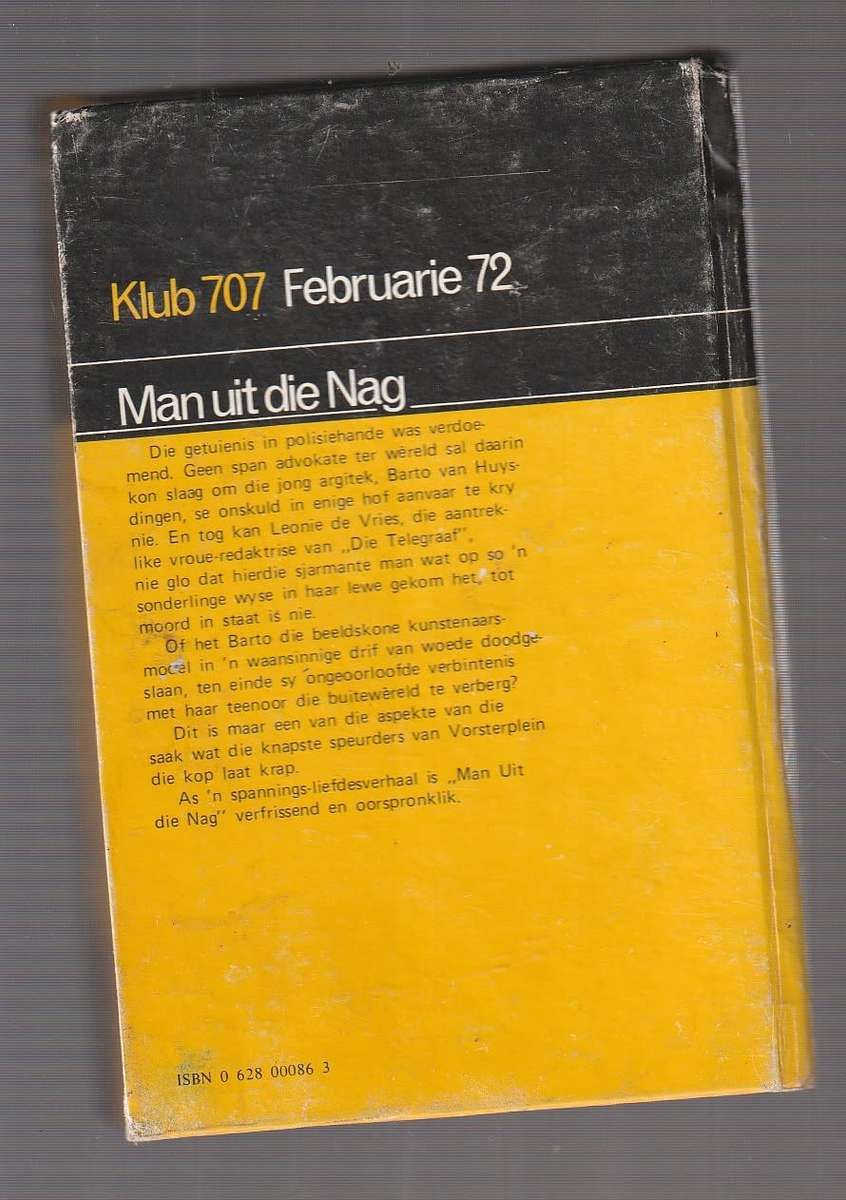 Klub 707 Februarie 72
Man uit die Nag
Die getuienis in polisiehande was verdoe-
mend. Geen span advokate ter wêreld sal daarin
kon slaag om die jong argitek, Barto van Huys-
dingen, se onskuld in enige hof aanvaar te kry
nie. En tog kan Leonie de Vries, die aantrek-
like vroue-redaktrise van „Die Telegraaf”,
nie glo dat hierdie sjarmante man wat op so 'n
sonderlinge wyse in haar lewe gekom het, tot
moord in staat is nie.
Of het Barto die beeldskone kunstenaars-
model in 'n waansinnige drif van woede doodge-
slaan, ten einde sy ongeoorloofde verbintenis
met haar teenoor die buitewêreld te verberg?
Dit is maar een van die aspekte van die
saak wat die knapste speurders van Vorsterplein
die kop laat krap.
As 'n spannings-liefdesverhaal is „Man Uit
die Nag” verfrissend en oorspronklik.
ISBN 0 628 00086 3